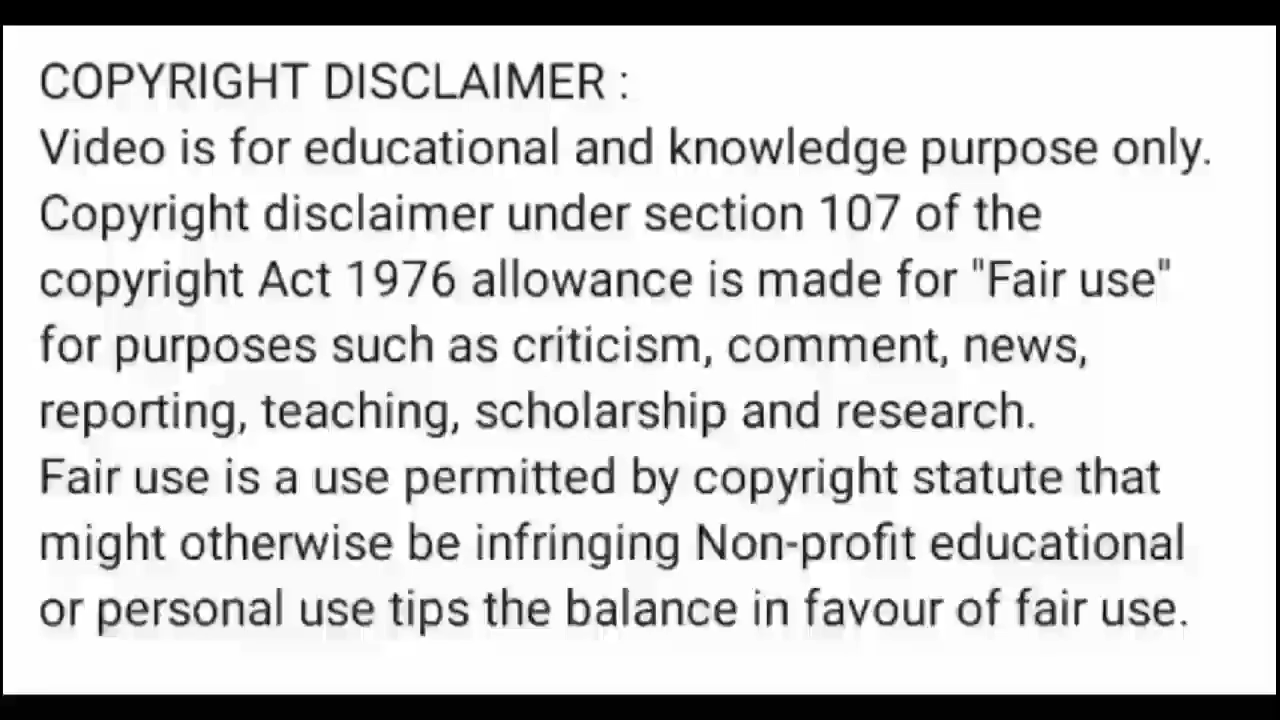 COPYRIGHT DISCLAIMER :
Video is for educational and knowledge purpose only.
Copyright disclaimer under section 107 of the
copyright Act 1976 allowance is made for "Fair use"
for purposes such as criticism, comment, news,
reporting, teaching, scholarship and research.
Fair use is a use permitted by copyright statute that
might otherwise be infringing Non-profit educational
or personal use tips the balance in favour of fair use.